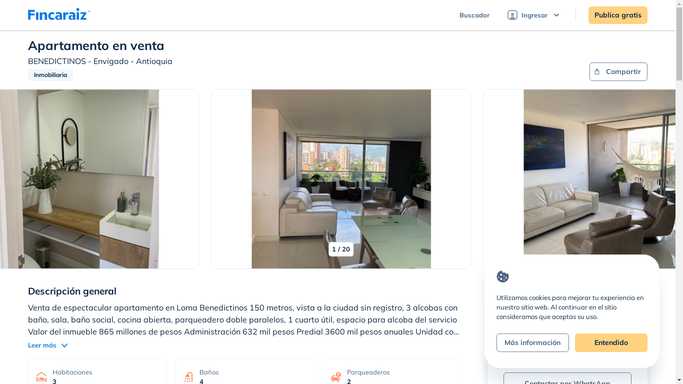 Fincaraiz
Buscador
Ingresar
Publica gratis
Apartamento en venta
BENEDICTINOS - Envigado - Antioquia
Inmobiliaria
Compartir
1 / 20
Descripción general
Venta de espectacular apartamento en Loma Benedictinos 150 metros, vista a la ciudad sin registro, 3 alcobas con
baño, sala, baño social, cocina abierta, parqueadero doble paralelos, 1 cuarto útil, espacio para alcoba del servicio
Valor del inmueble 865 millones de pesos Administración 632 mil pesos Predial 3600 mil pesos anuales Unidad co...
Leer más
Habitaciones
3
Baños
4
Parqueaderos
2
Utilizamos cookies para mejorar tu experiencia en
nuestro sitio web. Al continuar en el sitio
consideramos que aceptas su uso.
Más información
Entendido
Contactar por WhatsApp